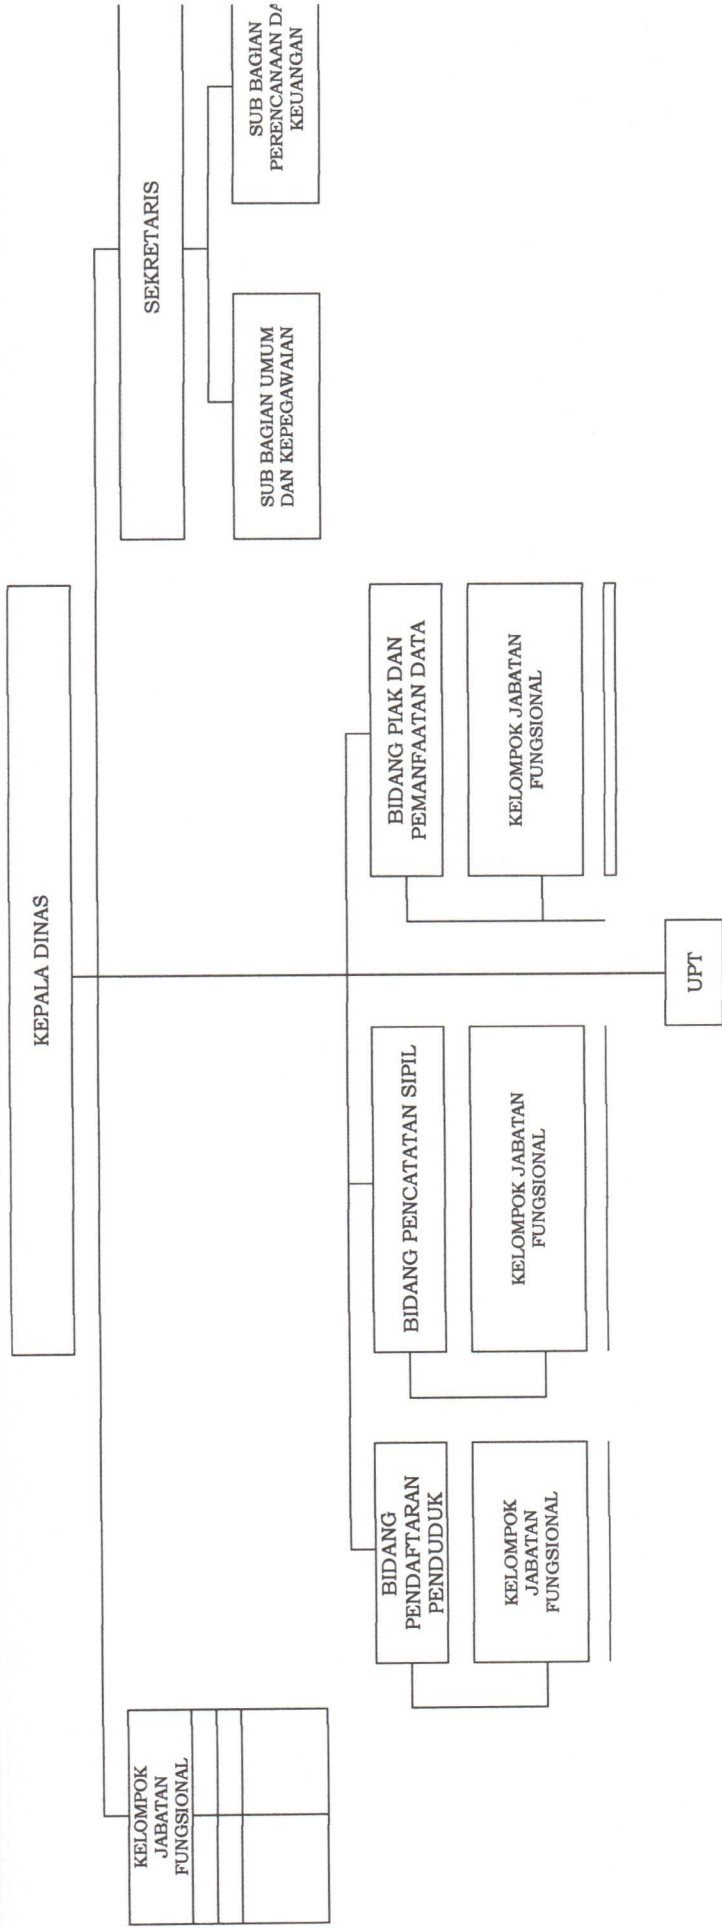 KEPALA DINAS
KELOMPOK
JABATAN
FUNGSIONAL
SEKRETARIS
SUB BAGIAN UMUM
DAN KEPEGAWAIAN
SUB BAGIAN
PERENCANAAN DA
KEUANGAN
BIDANG
PENDAFTARAN
PENDUDUK
BIDANG PENCATATAN SIPIL
BIDANG PIAK DAN
PEMANFAATAN DATA
KELOMPOK
JABATAN
FUNGSIONAL
KELOMPOK JABATAN
FUNGSIONAL
KELOMPOK JABATAN
FUNGSIONAL
UPT